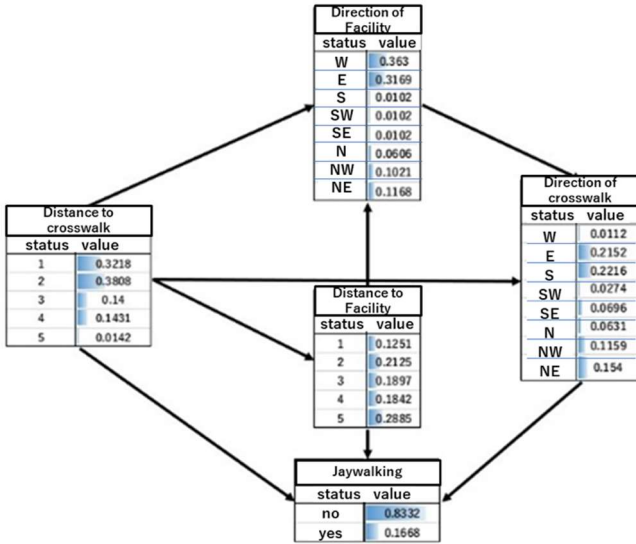 Direction of
Facility
status value
W 0.363
E 0.3169
S 0.0102
SW 0.0102
SE 0.0102
N 0.0606
NW 0.1021
NE 0.1168
Distance to
crosswalk
status value
1 0.3218
2 0.3808
3 0.14
4 0.1431
5 0.0142
Direction of
crosswalk
status value
W 0.0112
E 0.2152
S 0.2216
SW 0.0274
SE 0.0696
N 0.0631
NW 0.1159
NE 0.154
Distance to
Facility
status value
1 0.1251
2 0.2125
3 0.1897
4 0.1842
5 0.2885
Jaywalking
status value
no 0.8332
yes 0.1668